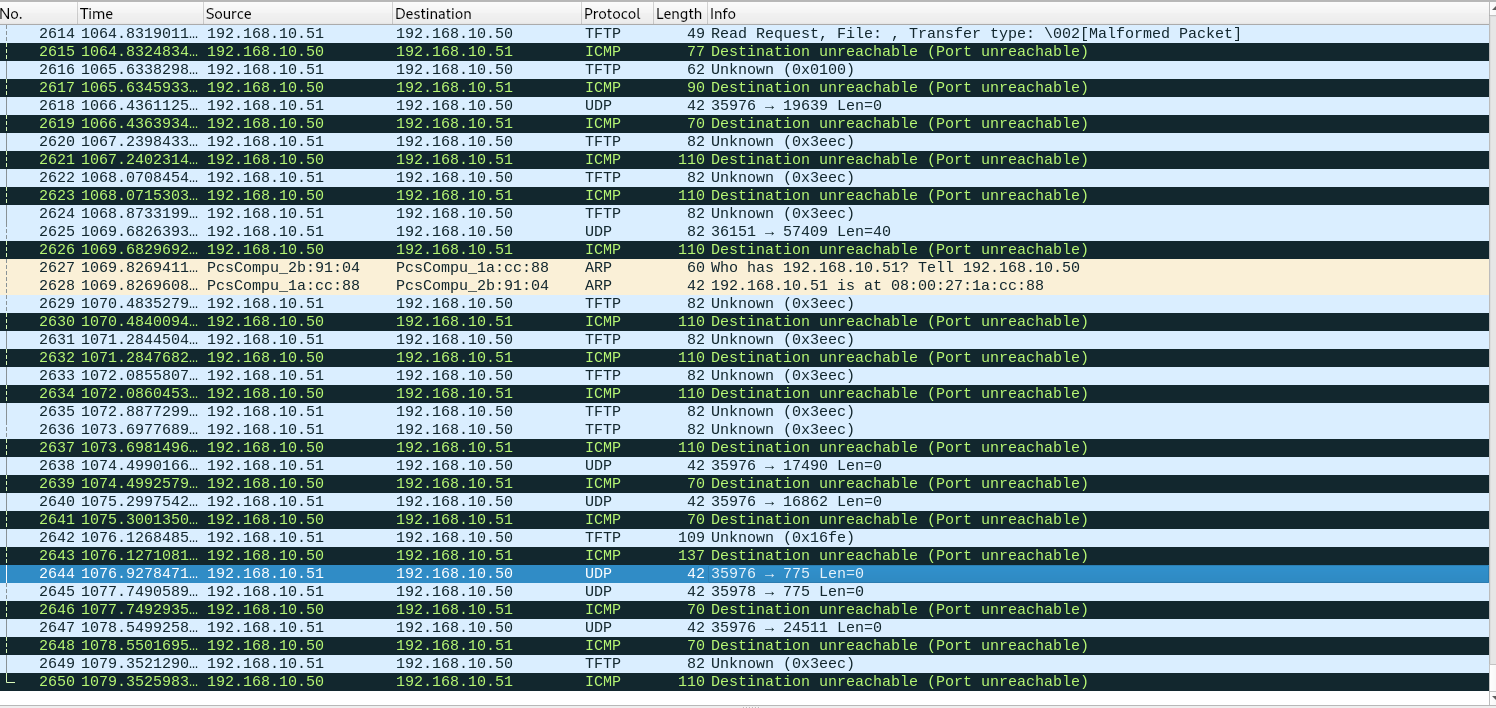 No. Time Source Destination Protocol Length Info
2614 1064.8319011… 192.168.10.51 192.168.10.50 TFTP 49 Read Request, File: , Transfer type: \002[Malformed Packet]
2615 1064.8324834… 192.168.10.50 192.168.10.51 ICMP 77 Destination unreachable (Port unreachable)
2616 1065.6338298… 192.168.10.51 192.168.10.50 TFTP 62 Unknown (0x0100)
2617 1065.6345933… 192.168.10.50 192.168.10.51 ICMP 90 Destination unreachable (Port unreachable)
2618 1066.4361125… 192.168.10.51 192.168.10.50 UDP 42 35976 → 19639 Len=0
2619 1066.4363934… 192.168.10.50 192.168.10.51 ICMP 70 Destination unreachable (Port unreachable)
2620 1067.2398433… 192.168.10.51 192.168.10.50 TFTP 82 Unknown (0x3eec)
2621 1067.2402314… 192.168.10.50 192.168.10.51 ICMP 110 Destination unreachable (Port unreachable)
2622 1068.0708454… 192.168.10.51 192.168.10.50 TFTP 82 Unknown (0x3eec)
2623 1068.0715303… 192.168.10.50 192.168.10.51 ICMP 110 Destination unreachable (Port unreachable)
2624 1068.8733199… 192.168.10.51 192.168.10.50 TFTP 82 Unknown (0x3eec)
2625 1069.6826393… 192.168.10.51 192.168.10.50 UDP 82 36151 → 57409 Len=40
2626 1069.6829692… 192.168.10.50 192.168.10.51 ICMP 110 Destination unreachable (Port unreachable)
2627 1069.8269411… PcsCompu_2b:91:04 PcsCompu_1a:cc:88 ARP 60 Who has 192.168.10.51? Tell 192.168.10.50
2628 1069.8269608… PcsCompu_1a:cc:88 PcsCompu_2b:91:04 ARP 42 192.168.10.51 is at 08:00:27:1a:cc:88
2629 1070.4835279… 192.168.10.51 192.168.10.50 TFTP 82 Unknown (0x3eec)
2630 1070.4840094… 192.168.10.50 192.168.10.51 ICMP 110 Destination unreachable (Port unreachable)
2631 1071.2844504… 192.168.10.51 192.168.10.50 TFTP 82 Unknown (0x3eec)
2632 1071.2847682… 192.168.10.50 192.168.10.51 ICMP 110 Destination unreachable (Port unreachable)
2633 1072.0855807… 192.168.10.51 192.168.10.50 TFTP 82 Unknown (0x3eec)
2634 1072.0860453… 192.168.10.50 192.168.10.51 ICMP 110 Destination unreachable (Port unreachable)
2635 1072.8877299… 192.168.10.51 192.168.10.50 TFTP 82 Unknown (0x3eec)
2636 1073.6977689… 192.168.10.51 192.168.10.50 TFTP 82 Unknown (0x3eec)
2637 1073.6981496… 192.168.10.50 192.168.10.51 ICMP 110 Destination unreachable (Port unreachable)
2638 1074.4990166… 192.168.10.51 192.168.10.50 UDP 42 35976 → 17490 Len=0
2639 1074.4992579… 192.168.10.50 192.168.10.51 ICMP 70 Destination unreachable (Port unreachable)
2640 1075.2997542… 192.168.10.51 192.168.10.50 UDP 42 35976 → 16862 Len=0
2641 1075.3001350… 192.168.10.50 192.168.10.51 ICMP 70 Destination unreachable (Port unreachable)
2642 1076.1268485… 192.168.10.51 192.168.10.50 TFTP 109 Unknown (0x16fe)
2643 1076.1271081… 192.168.10.50 192.168.10.51 ICMP 137 Destination unreachable (Port unreachable)
2644 1076.9278471… 192.168.10.51 192.168.10.50 UDP 42 35976 → 775 Len=0
2645 1077.7490589… 192.168.10.51 192.168.10.50 UDP 42 35978 → 775 Len=0
2646 1077.7492935… 192.168.10.50 192.168.10.51 ICMP 70 Destination unreachable (Port unreachable)
2647 1078.5499258… 192.168.10.51 192.168.10.50 UDP 42 35976 → 24511 Len=0
2648 1078.5501695… 192.168.10.50 192.168.10.51 ICMP 70 Destination unreachable (Port unreachable)
2649 1079.3521290… 192.168.10.51 192.168.10.50 TFTP 82 Unknown (0x3eec)
2650 1079.3525983… 192.168.10.50 192.168.10.51 ICMP 110 Destination unreachable (Port unreachable)